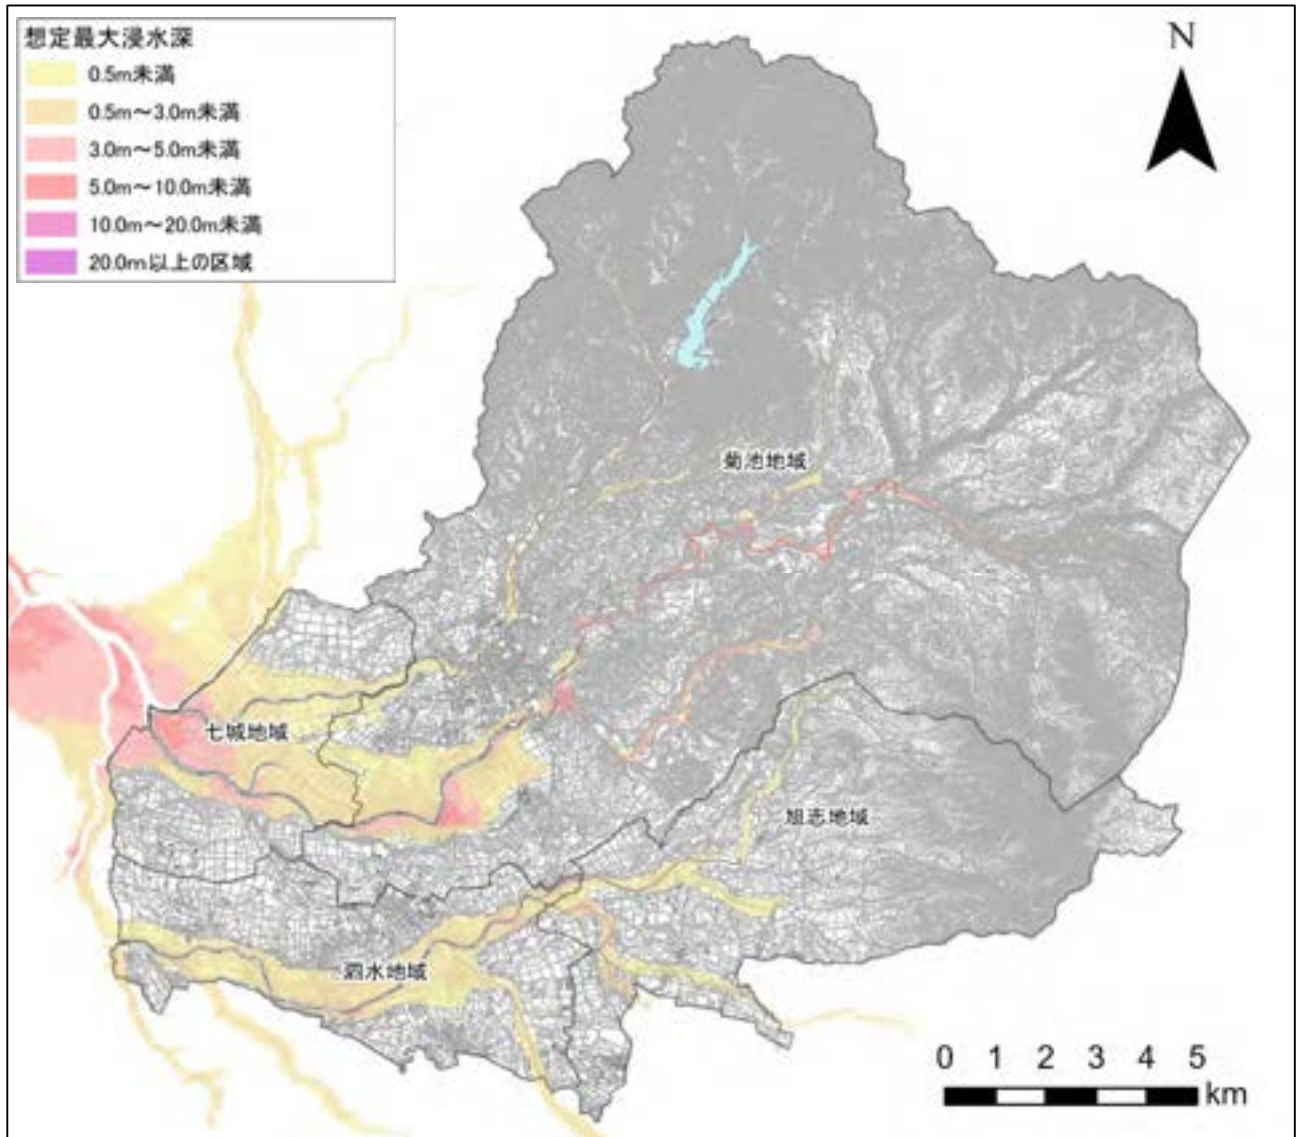 想定最大浸水深
0.5m未満
0.5m～3.0m未満
3.0m～5.0m未満
5.0m～10.0m未満
10.0m～20.0m未満
20.0m以上の区域
N
菊池地域
七城地域
旭志地域
泗水地域
0 1 2 3 4 5
km